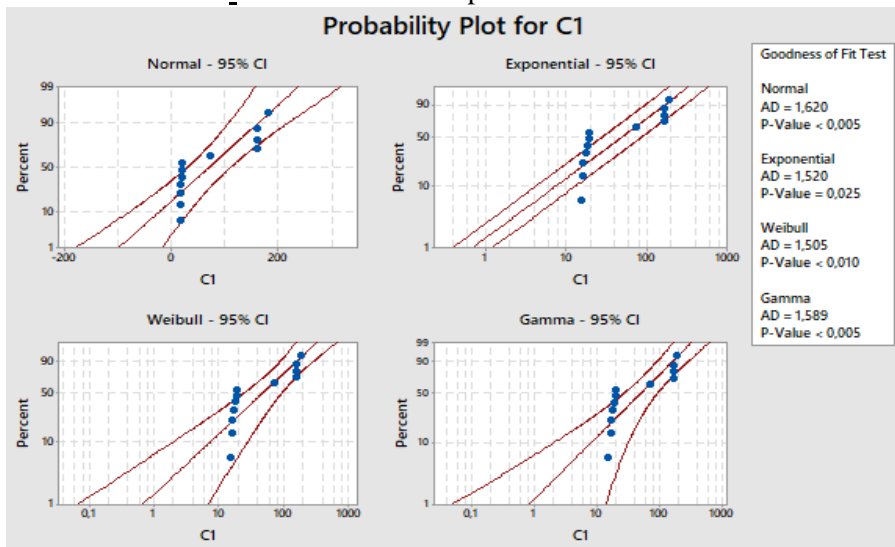 Probability Plot for C1
Normal - 95% CI
99
90
50
10
1
Percent
-200
0
200
C1
Exponential - 95% CI
90
50
10
1
Percent
1
10
100
1000
C1
Weibull - 95% CI
90
50
10
1
Percent
0,1
1
10
100
1000
C1
Gamma - 95% CI
99
90
50
10
1
Percent
0,1
1
10
100
1000
C1
Goodness of Fit Test
Normal
AD = 1,620
P-Value < 0,005
Exponential
AD = 1,520
P-Value = 0,025
Weibull
AD = 1,505
P-Value < 0,010
Gamma
AD = 1,589
P-Value < 0,005